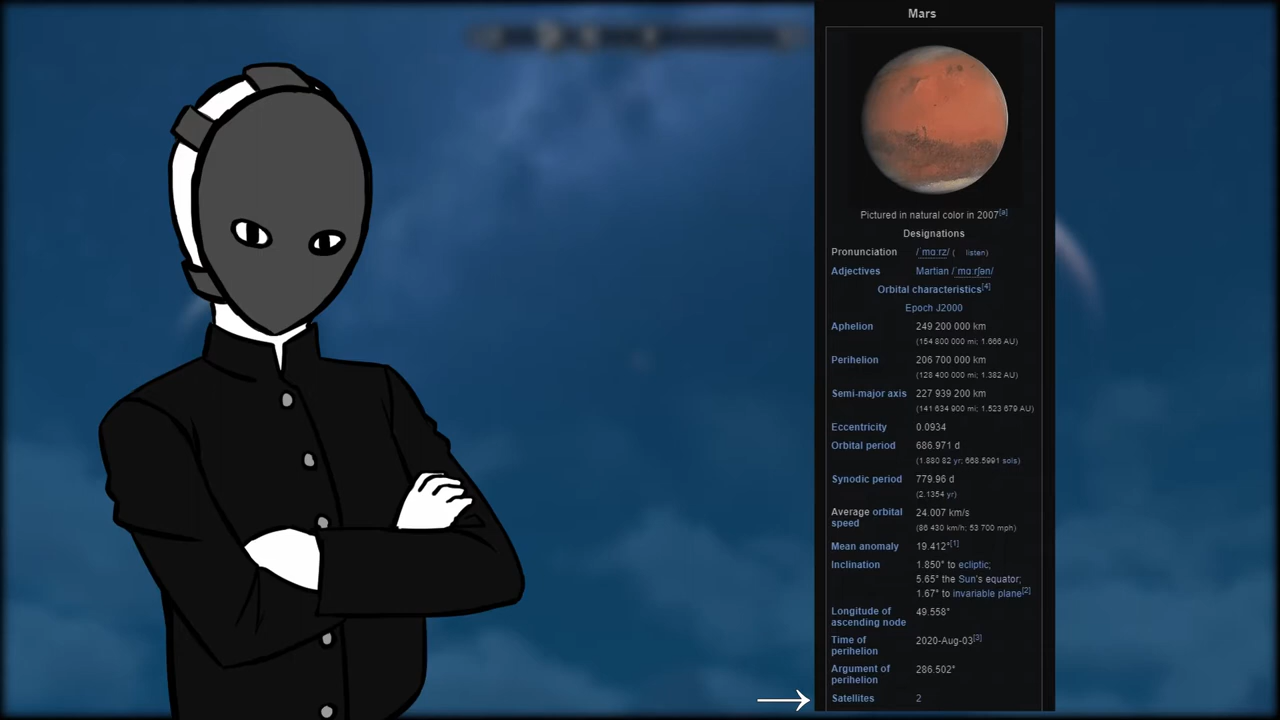 Mars
Pictured in natural color in 2007[a]
Designations
Pronunciation /ˈmɑːrz/ ( listen)
Adjectives Martian /ˈmɑːrʃən/
Orbital characteristics[4]
Epoch J2000
Aphelion 249 200 000 km
(154 800 000 mi; 1.666 AU)
Perihelion 206 700 000 km
(128 400 000 mi; 1.382 AU)
Semi-major axis 227 939 200 km
(141 634 900 mi; 1.523 679 AU)
Eccentricity 0.0934
Orbital period 686.971 d
(1.880 82 yr; 668.5991 sols)
Synodic period 779.96 d
(2.1354 yr)
Average orbital speed 24.007 km/s
(86 430 km/h; 53 700 mph)
Mean anomaly 19.412°[1]
Inclination 1.850° to ecliptic;
5.65° the Sun's equator;
1.67° to invariable plane[2]
Longitude of ascending node 49.558°
Time of perihelion 2020-Aug-03[3]
Argument of perihelion 286.502°
Satellites 2